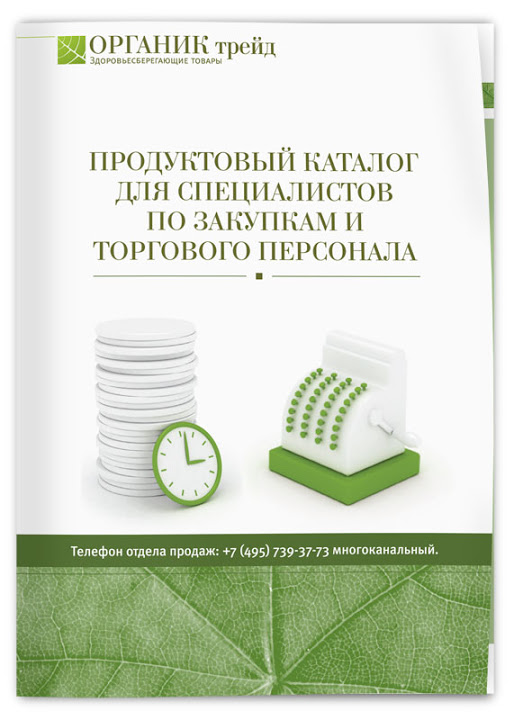 ОРГАНИК трейд
Здоровьесберегающие товары
ПРОДУКТОВЫЙ КАТАЛОГ
ДЛЯ СПЕЦИАЛИСТОВ
ПО ЗАКУПКАМ И
ТОРГОВОГО ПЕРСОНАЛА
Телефон отдела продаж: +7 (495) 739-37-73 многоканальный.